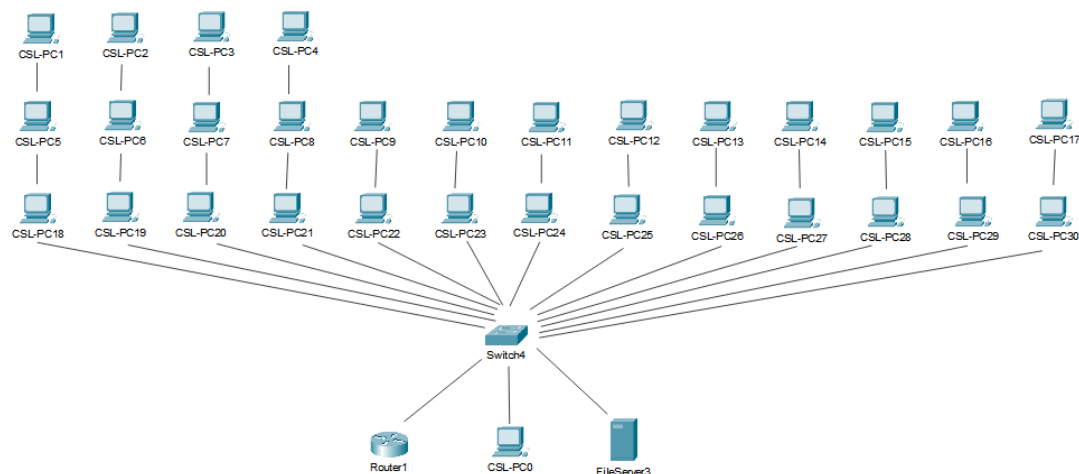 CSL-PC1
CSL-PC2
CSL-PC3
CSL-PC4
CSL-PC5
CSL-PC6
CSL-PC7
CSL-PC8
CSL-PC9
CSL-PC10
CSL-PC11
CSL-PC12
CSL-PC13
CSL-PC14
CSL-PC15
CSL-PC16
CSL-PC17
CSL-PC18
CSL-PC19
CSL-PC20
CSL-PC21
CSL-PC22
CSL-PC23
CSL-PC24
CSL-PC25
CSL-PC26
CSL-PC27
CSL-PC28
CSL-PC29
CSL-PC30
Switch4
Router1
CSL-PC0
FileServer3